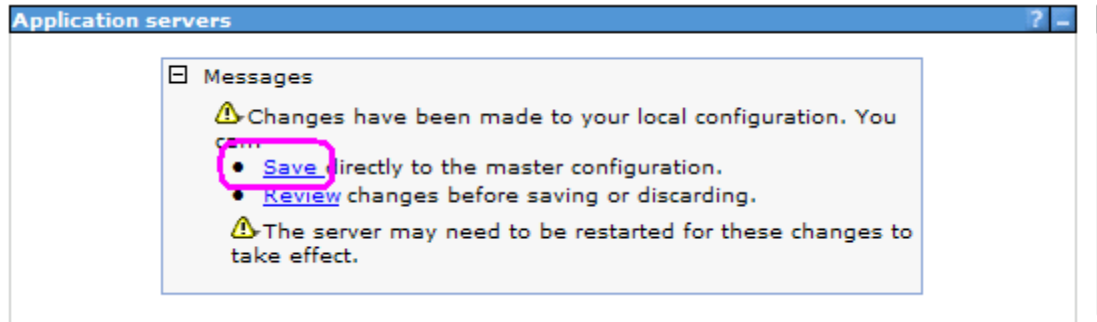 Application servers ? -
Messages
Changes have been made to your local configuration. You
can:
Save directly to the master configuration.
Review changes before saving or discarding.
The server may need to be restarted for these changes to
take effect.